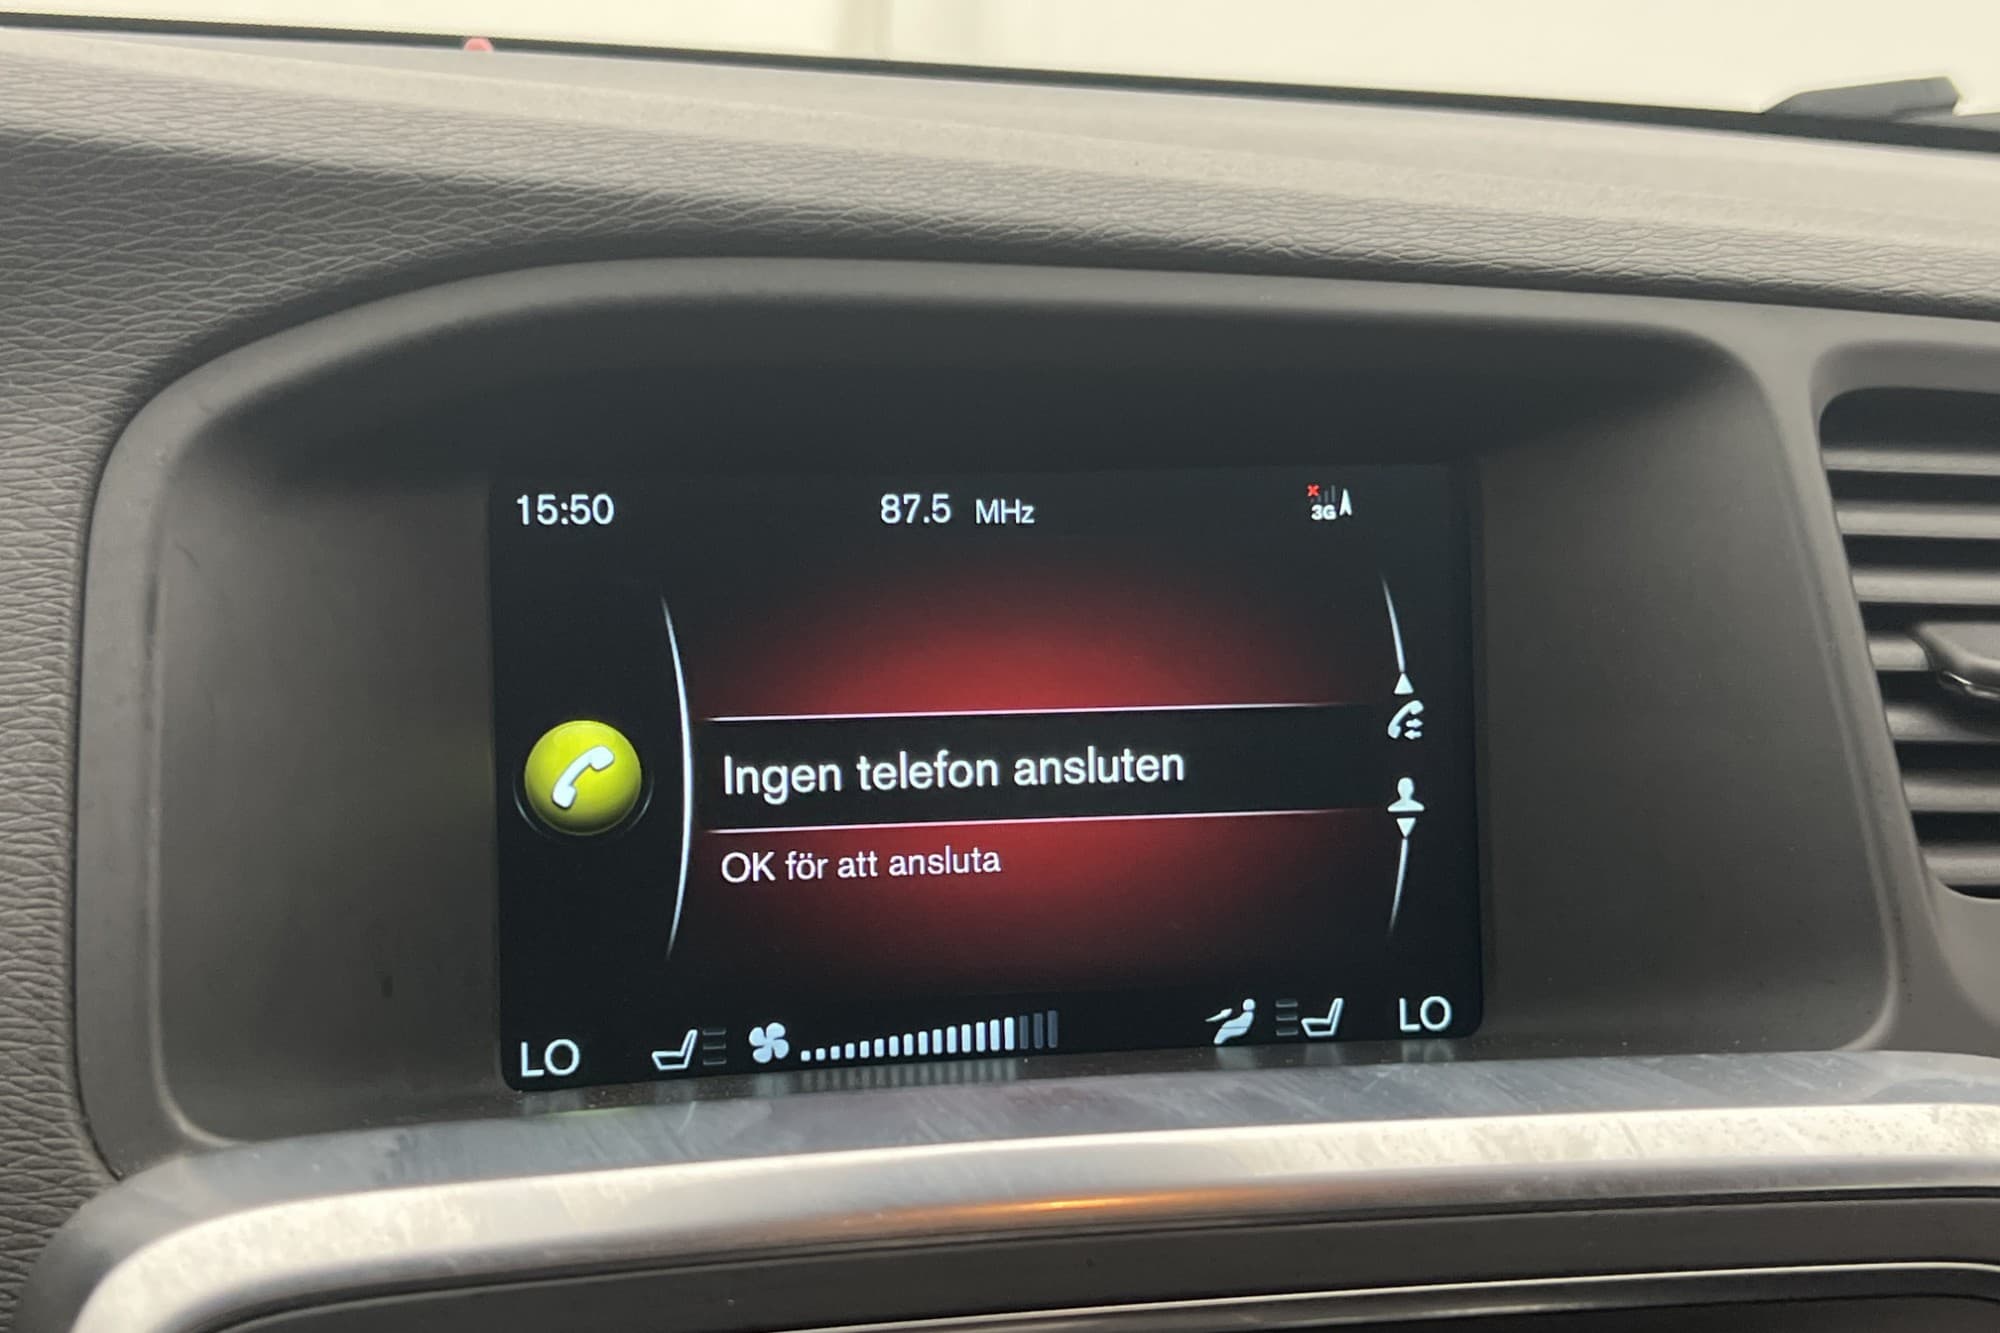 15:50 87.5 MHz 3G
Ingen telefon ansluten
OK för att ansluta
LO LO